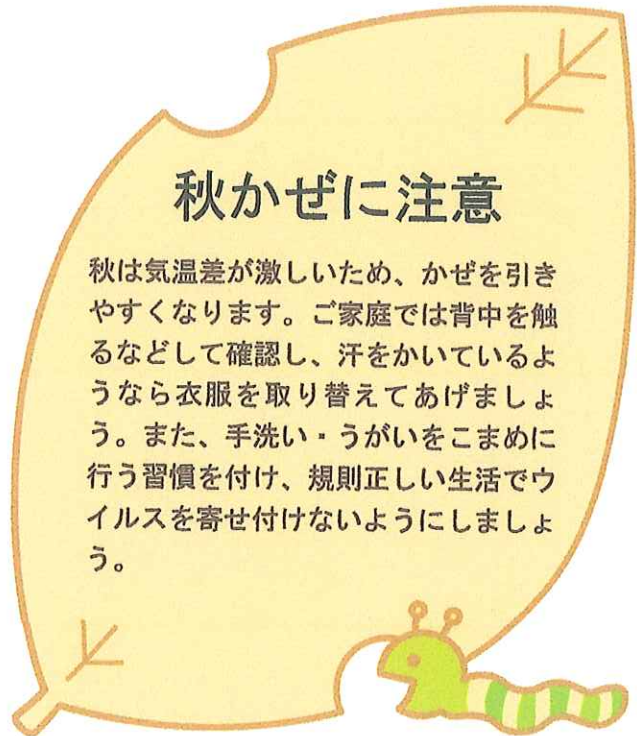 秋かぜに注意
秋は気温差が激しいため、かぜを引き
やすくなります。ご家庭では背中を触
るなどして確認し、汗をかいているよ
うなら衣服を取り替えてあげましょ
う。また、手洗い・うがいをこまめに
行う習慣を付け、規則正しい生活でウ
イルスを寄せ付けないようにしましょ
う。